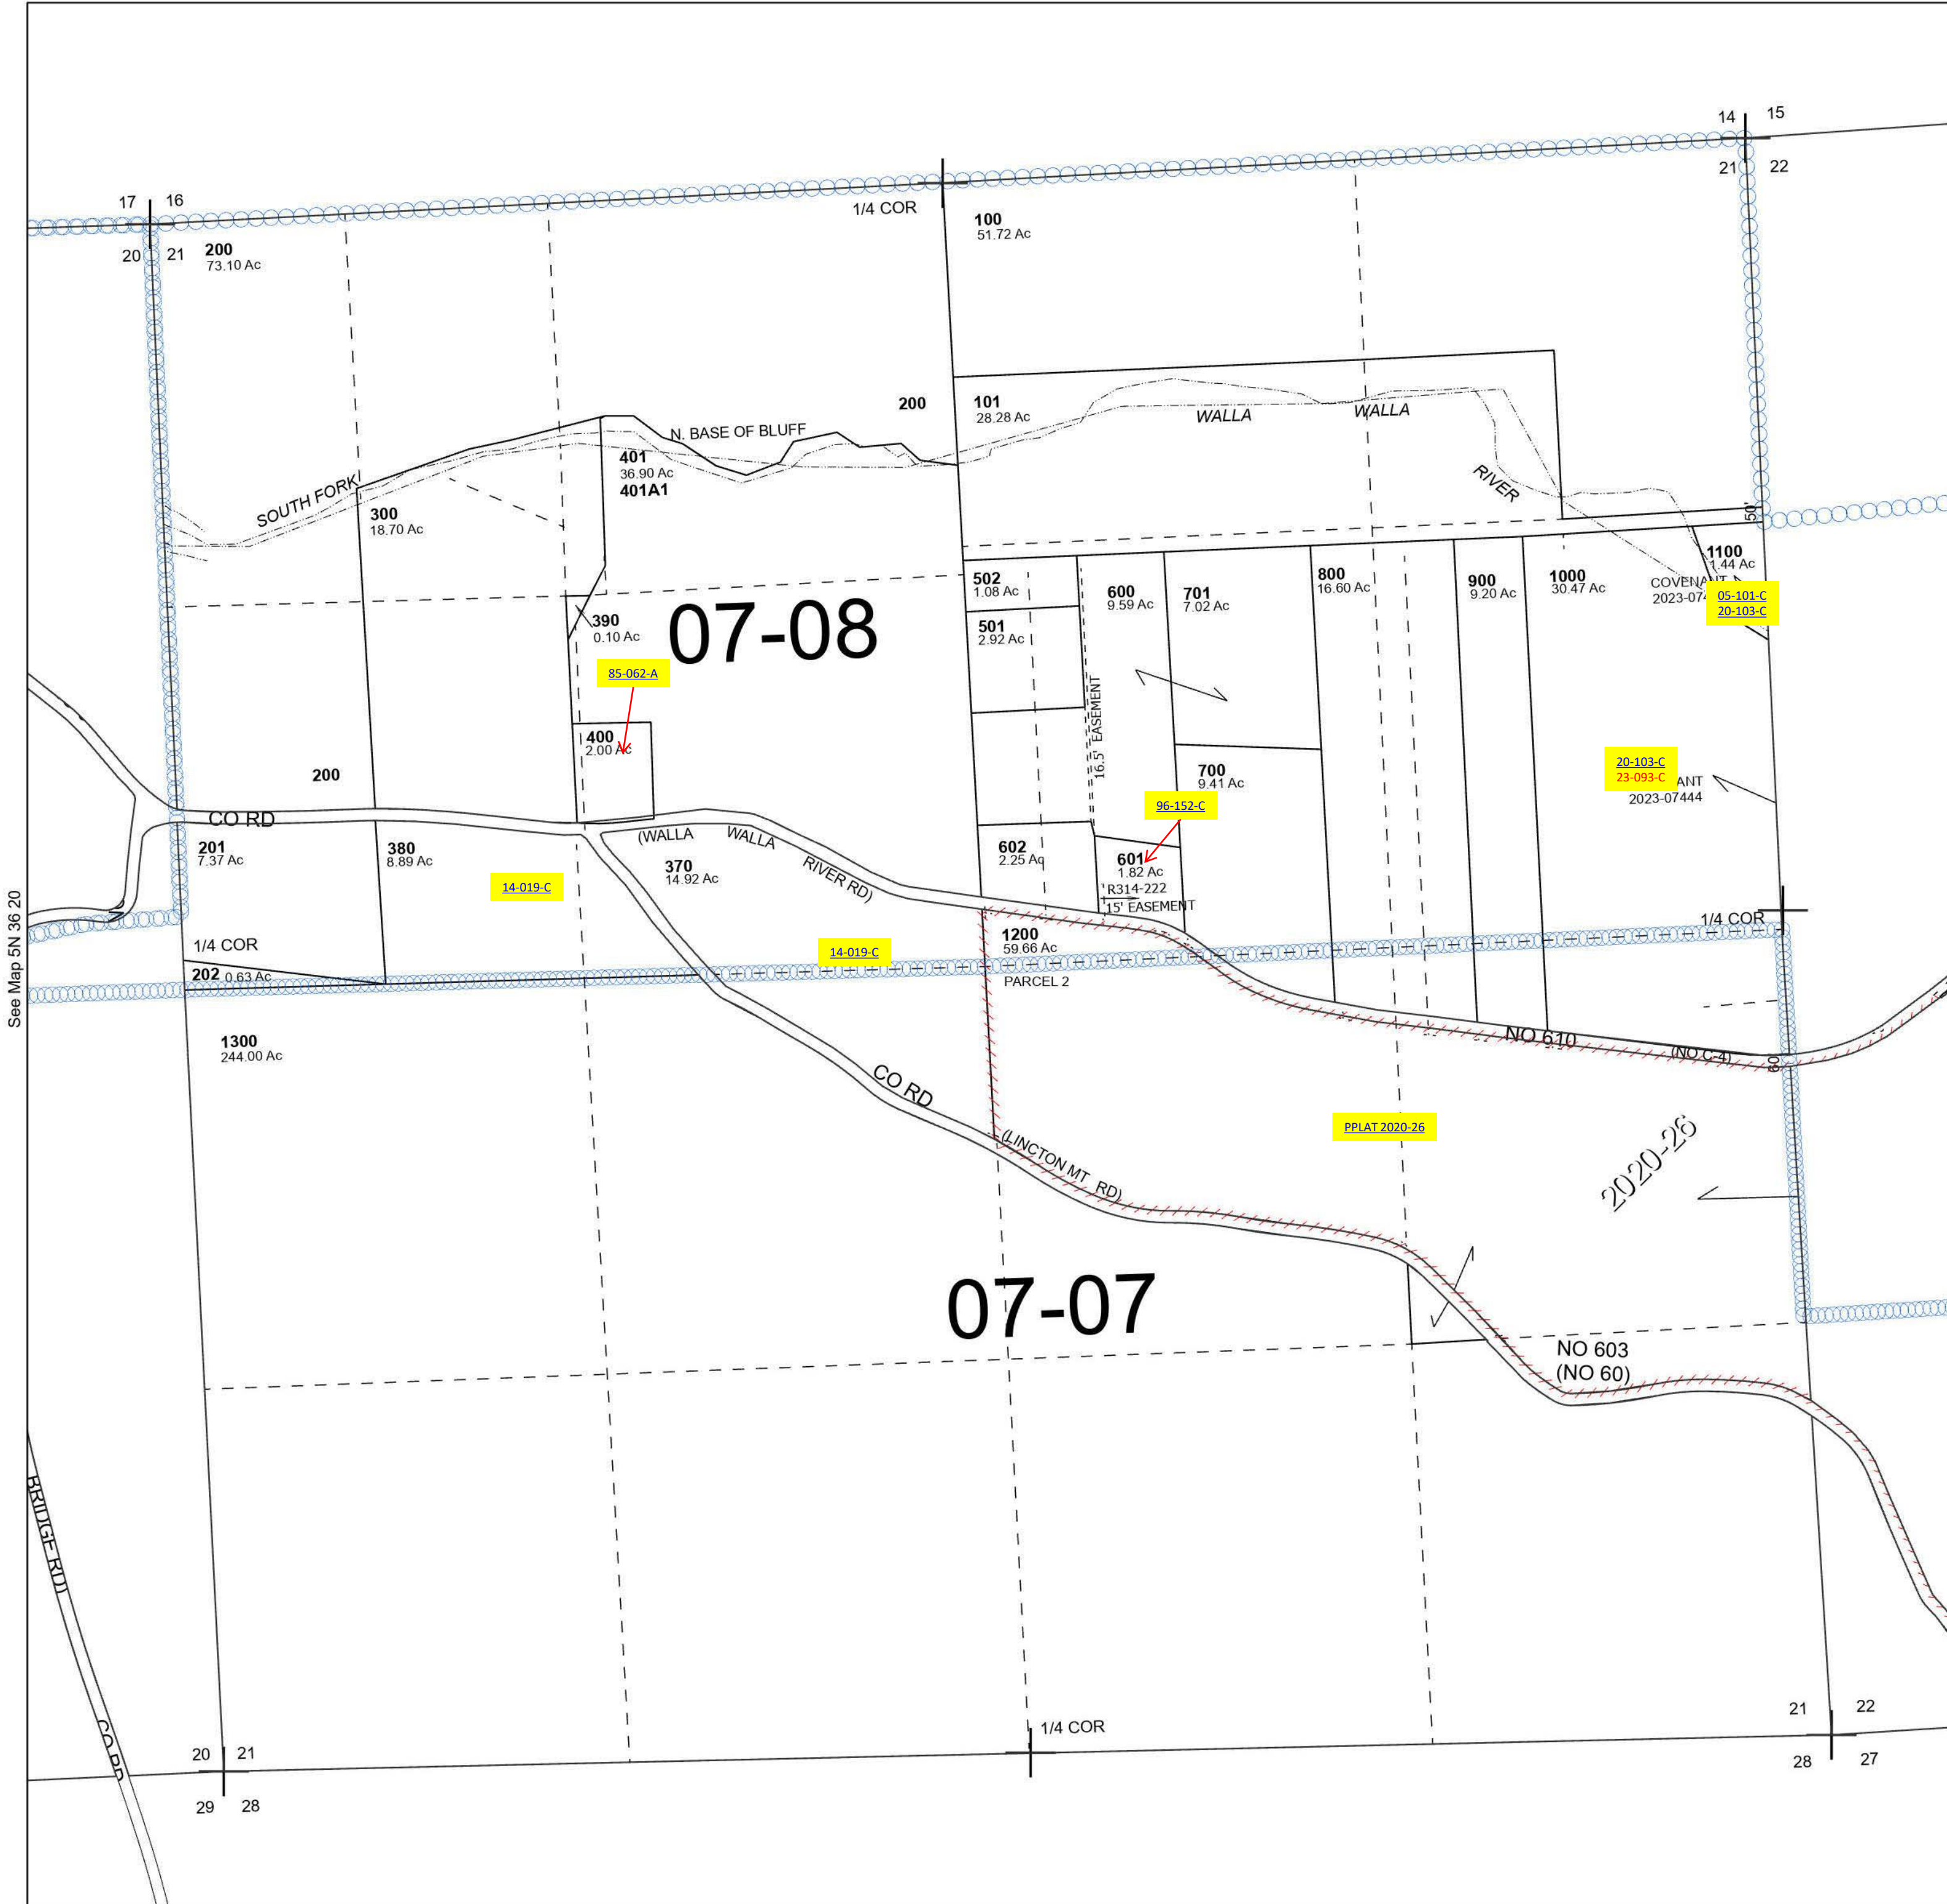 14
15
17
16
21
22
1/4 COR
100
51.72 Ac
20
21
200
73.10 Ac
200
101
28.28 Ac
WALLA
WALLA
N. BASE OF BLUFF
401
36.90 Ac
401A1
RIVER
SOUTH FORK
300
18.70 Ac
50'
502
1.08 Ac
600
9.59 Ac
701
7.02 Ac
800
16.60 Ac
900
9.20 Ac
1000
30.47 Ac
1100
1.44 Ac
COVENANT
2023-074
05-101-C
20-103-C
390
0.10 Ac
07-08
501
2.92 Ac
85-062-A
16.5' EASEMENT
400
2.00 Ac
200
700
9.41 Ac
20-103-C
23-093-C
ANT
2023-07444
96-152-C
CO RD
(WALLA
WALLA
RIVER RD)
201
7.37 Ac
380
8.89 Ac
370
14.92 Ac
602
2.25 Ac
601
1.82 Ac
R314-222
15' EASEMENT
14-019-C
See Map 5N 36 20
1/4 COR
1/4 COR
14-019-C
1200
59.66 Ac
PARCEL 2
202 0.63 Ac
1300
244.00 Ac
NO 610
(NO C-4)
60
CO RD
(LINCTON MT RD)
PPLAT 2020-26
2020-26
07-07
NO 603
(NO 60)
BRIDGE RD)
CO RD
21
22
1/4 COR
20
21
28
27
29
28